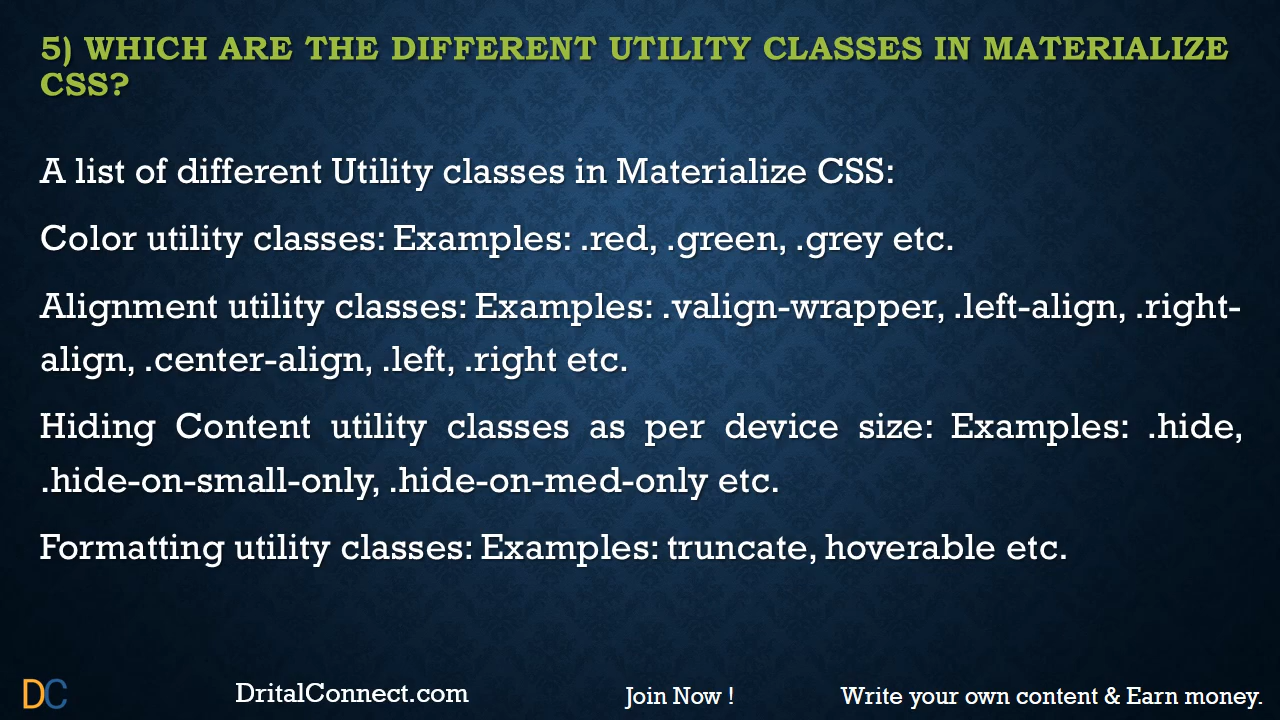 5) WHICH ARE THE DIFFERENT UTILITY CLASSES IN MATERIALIZE
CSS?
A list of different Utility classes in Materialize CSS:
Color utility classes: Examples: .red, .green, .grey etc.
Alignment utility classes: Examples: .valign-wrapper, .left-align, .right-
align, .center-align, .left, .right etc.
Hiding Content utility classes as per device size: Examples: .hide,
.hide-on-small-only, .hide-on-med-only etc.
Formatting utility classes: Examples: truncate, hoverable etc.
DC
DritalConnect.com
Join Now !
Write your own content & Earn money.